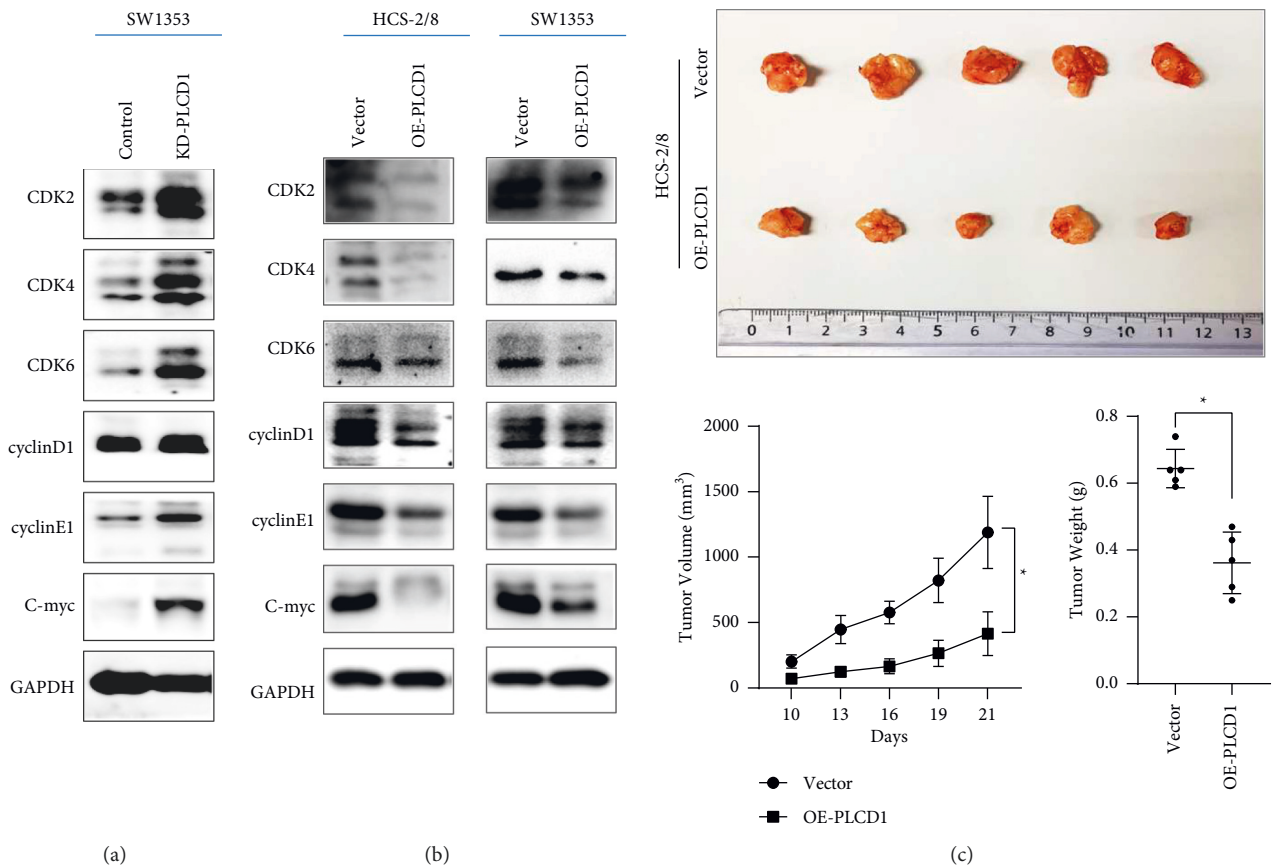 SW1353
Control
KD-PLCD1
CDK2
CDK4
CDK6
cyclinD1
cyclinE1
C-myc
GAPDH
(a)
HCS-2/8
SW1353
Vector
OE-PLCD1
Vector
OE-PLCD1
CDK2
CDK4
CDK6
cyclinD1
cyclinE1
C-myc
GAPDH
(b)
HCS-2/8
Vector
OE-PLCD1
0 1 2 3 4 5 6 7 8 9 10 11 12 13
Tumor Volume (mm³)
2000
1500
1000
500
0
10 13 16 19 21
Days
*
Vector
OE-PLCD1
Tumor Weight (g)
0.8
0.6
0.4
0.2
0.0
*
Vector
OE-PLCD1
(c)